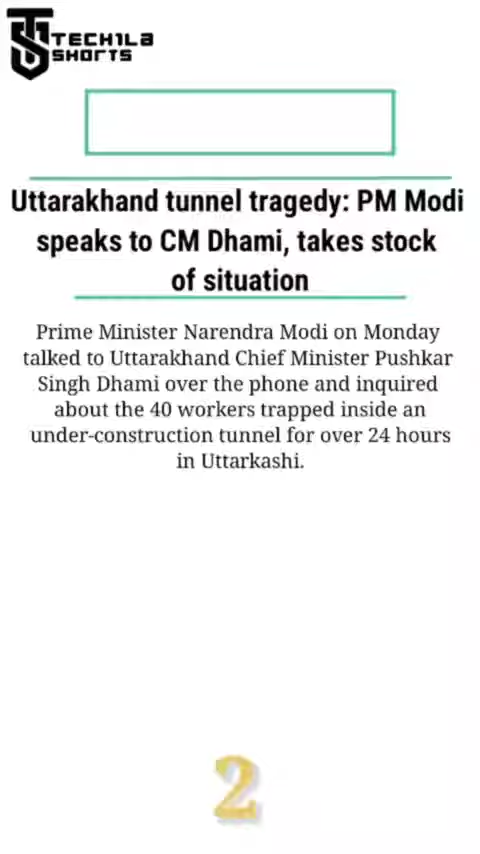 TECH1LA
SHORTS
Uttarakhand tunnel tragedy: PM Modi
speaks to CM Dhami, takes stock
of situation
Prime Minister Narendra Modi on Monday
talked to Uttarakhand Chief Minister Pushkar
Singh Dhami over the phone and inquired
about the 40 workers trapped inside an
under-construction tunnel for over 24 hours
in Uttarkashi.
2